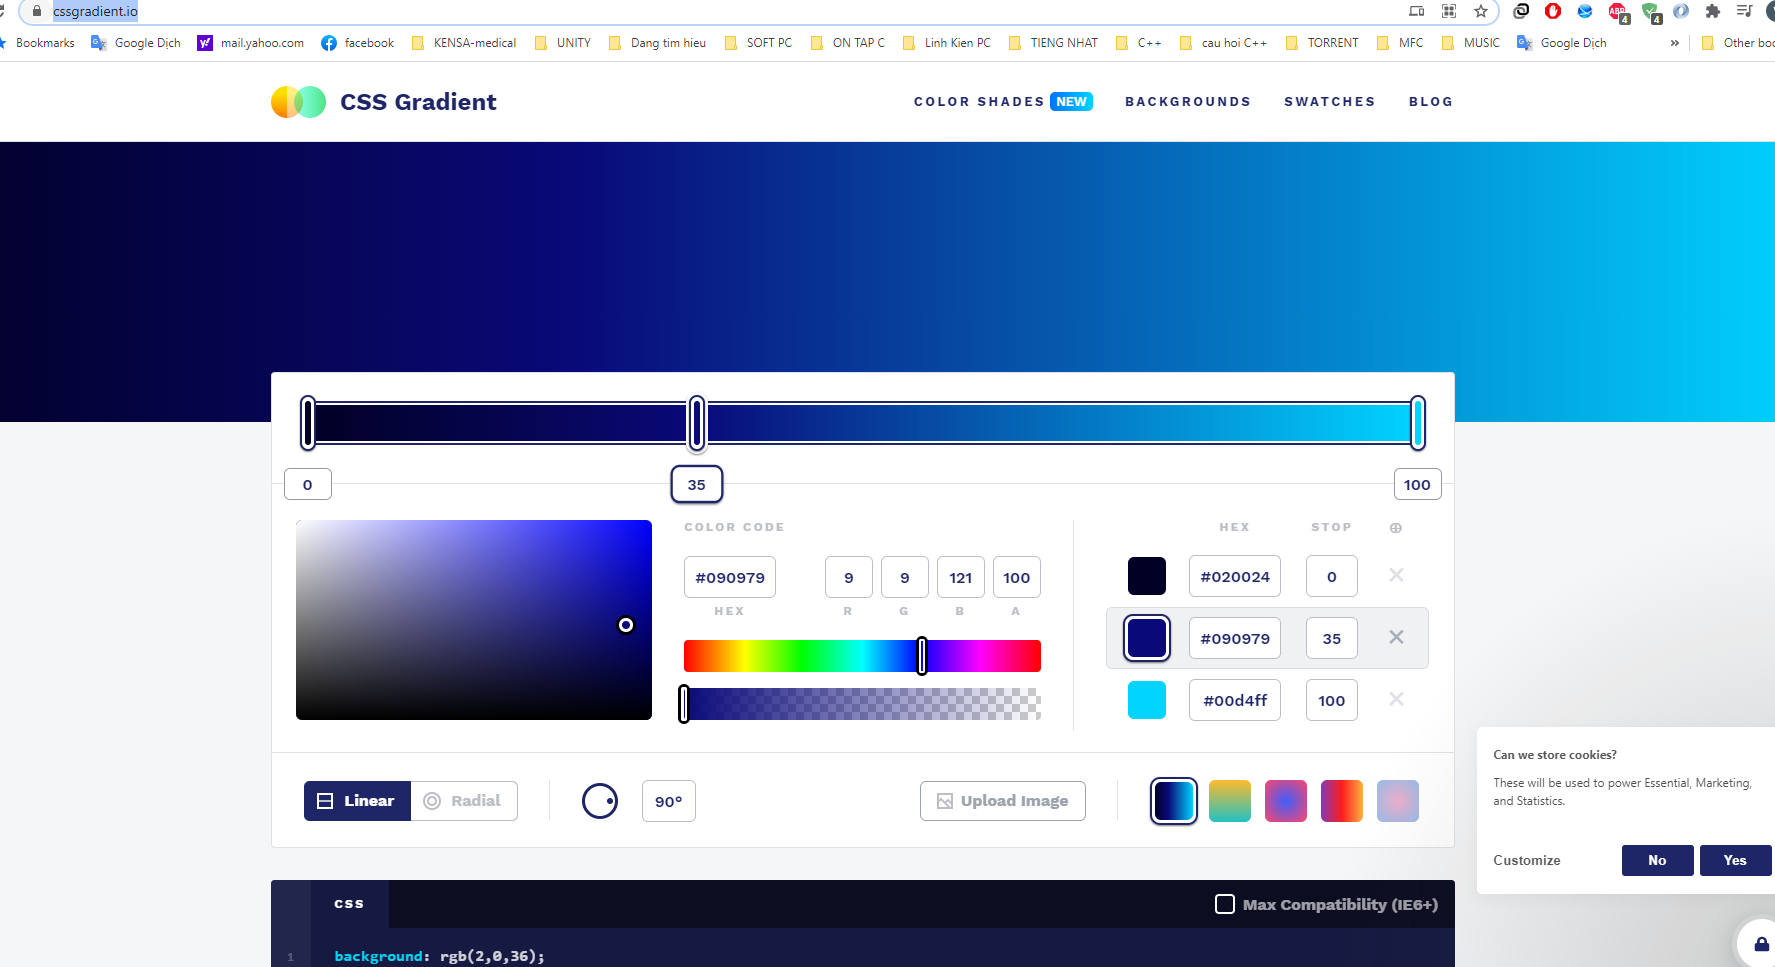 cssgradient.io
4
4
Bookmarks Google Dịch mail.yahoo.com facebook KENSA-medical UNITY Dang tim hieu SOFT PC ON TAP C Linh Kien PC TIENG NHAT C++ cau hoi C++ TORRENT MFC MUSIC Google Dịch » Other boo
CSS Gradient COLOR SHADES NEW BACKGROUNDS SWATCHES BLOG
0 35 100
COLOR CODE HEX STOP
#090979 9 9 121 100
HEX R G B A
#020024 0
#090979 35
#00d4ff 100
Linear Radial 90° Upload Image
Can we store cookies?
These will be used to power Essential, Marketing,
and Statistics.
Customize No Yes
CSS Max Compatibility (IE6+)
1 background: rgb(2,0,36);